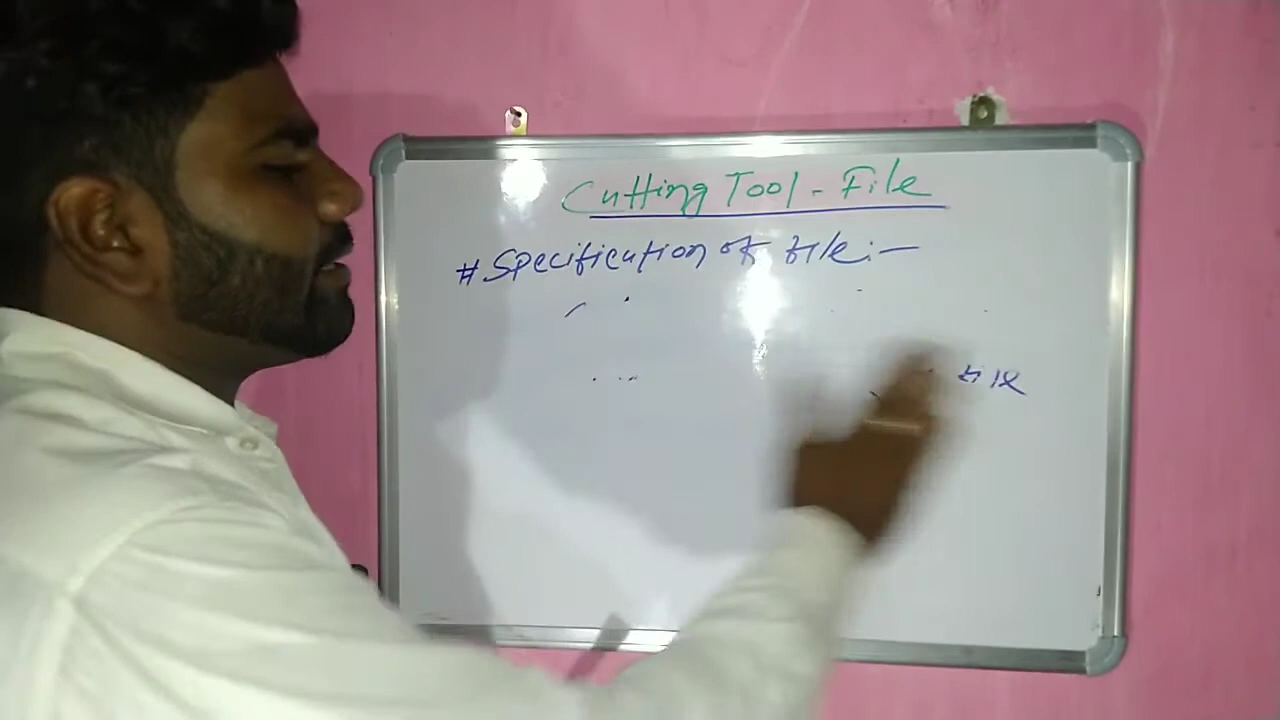 Cutting Tool - File
# Specification of file :-